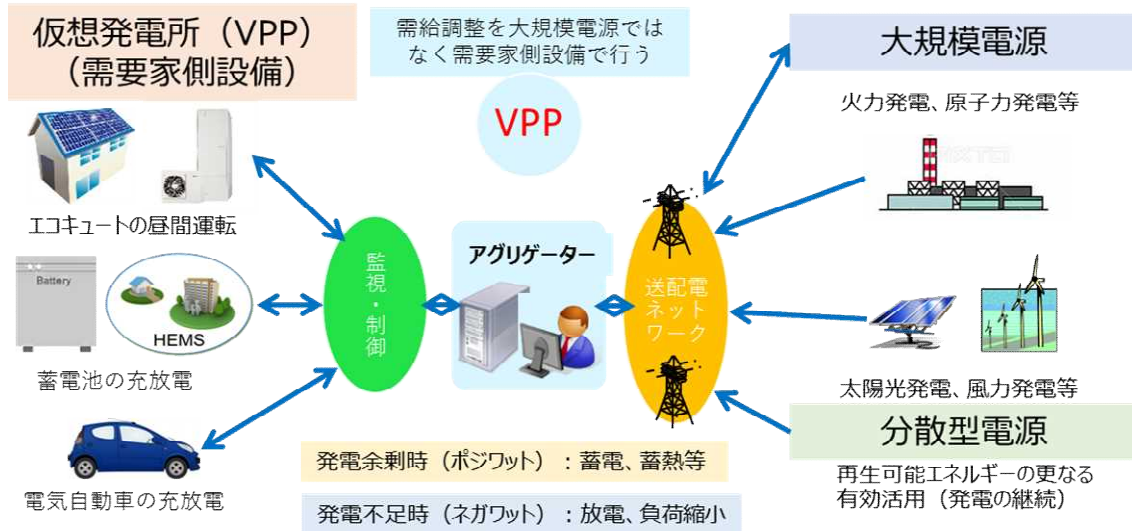 仮想発電所（VPP）
（需要家側設備）
需給調整を大規模電源では
なく需要家側設備で行う
VPP
大規模電源
火力発電、原子力発電等
エコキュートの昼間運転
Battery
HEMS
蓄電池の充放電
電気自動車の充放電
監視・制御
アグリゲーター
送配電
ネット
ワーク
太陽光発電、風力発電等
分散型電源
再生可能エネルギーの更なる
有効活用（発電の継続）
発電余剰時（ポジワット）：蓄電、蓄熱等
発電不足時（ネガワット）：放電、負荷縮小